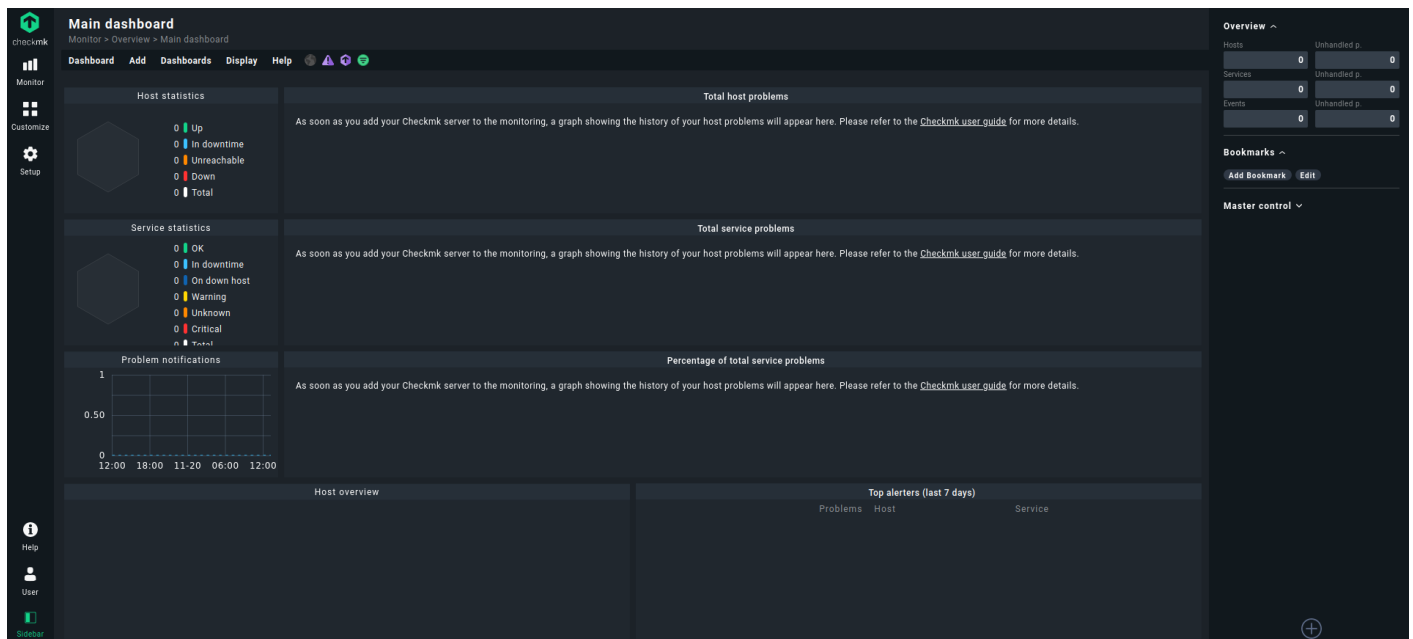 checkmk
Monitor
Customize
Setup
Help
User
Sidebar
Main dashboard
Monitor > Overview > Main dashboard
Dashboard Add Dashboards Display Help
Host statistics
0 Up
0 In downtime
0 Unreachable
0 Down
0 Total
Total host problems
As soon as you add your Checkmk server to the monitoring, a graph showing the history of your host problems will appear here. Please refer to the Checkmk user guide for more details.
Service statistics
0 OK
0 In downtime
0 On down host
0 Warning
0 Unknown
0 Critical
0 Total
Total service problems
As soon as you add your Checkmk server to the monitoring, a graph showing the history of your host problems will appear here. Please refer to the Checkmk user guide for more details.
Problem notifications
1
0.50
0
12:00 18:00 11-20 06:00 12:00
Percentage of total service problems
As soon as you add your Checkmk server to the monitoring, a graph showing the history of your host problems will appear here. Please refer to the Checkmk user guide for more details.
Host overview
Top alerters (last 7 days)
Problems Host Service
Overview
Hosts Unhandled p.
0 0
Services Unhandled p.
0 0
Events Unhandled p.
0 0
Bookmarks
Add Bookmark Edit
Master control